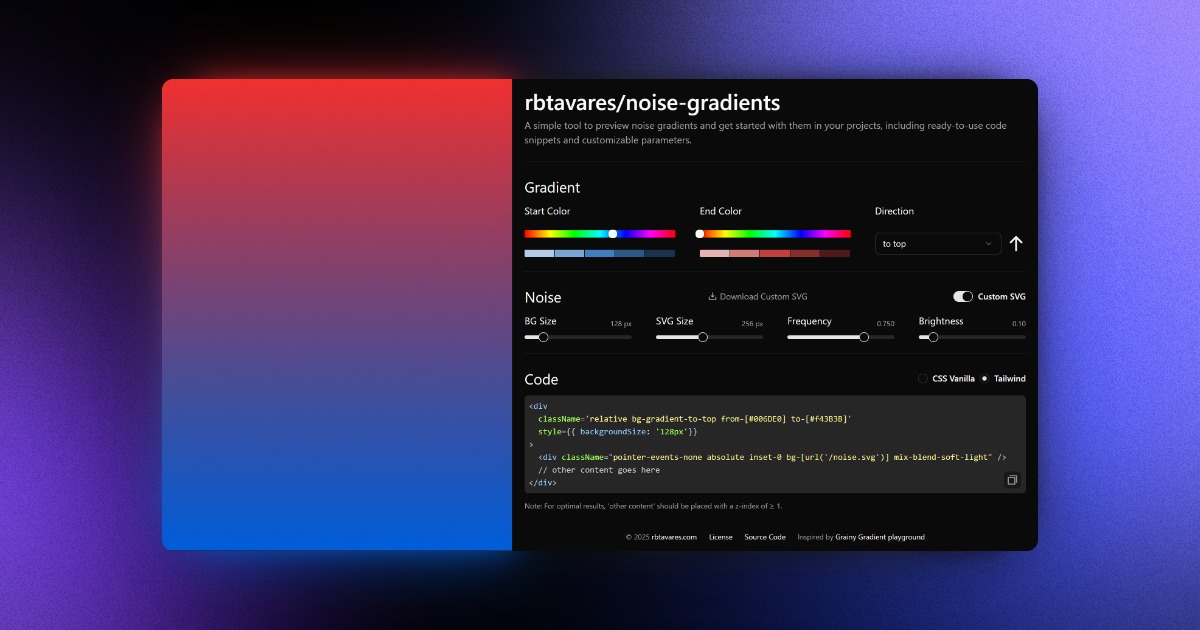 rbtavares/noise-gradients
A simple tool to preview noise gradients and get started with them in your projects, including ready-to-use code
snippets and customizable parameters.
Gradient
Start Color
End Color
Direction
to top
Noise
Download Custom SVG
Custom SVG
BG Size
128 px
SVG Size
256 px
Frequency
0.750
Brightness
0.10
Code
CSS Vanilla
Tailwind
<div
className='relative bg-gradient-to-top from-[#006DE0] to-[#f43B3B]'
style={{ backgroundSize: '128px'}}
>
<div className="pointer-events-none absolute inset-0 bg-[url('/noise.svg')] mix-blend-soft-light" />
// other content goes here
</div>
Note: For optimal results, 'other content' should be placed with a z-index of ≥ 1.
© 2025 rbtavares.com
License
Source Code
Inspired by Grainy Gradient playground